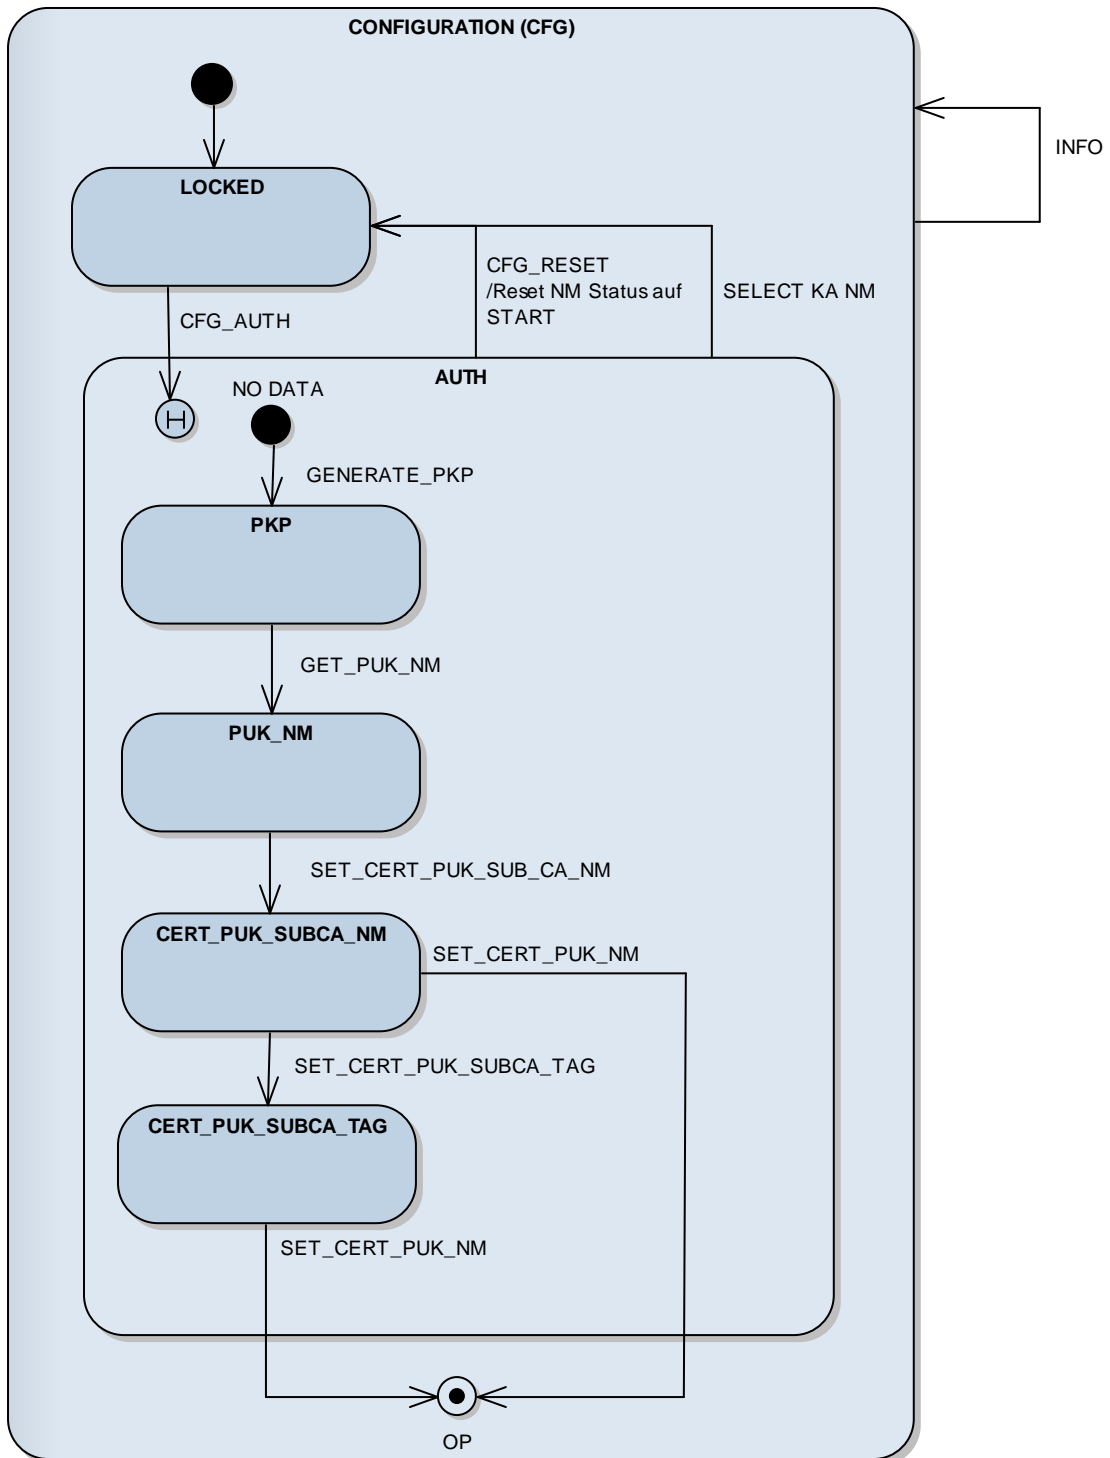 CONFIGURATION (CFG)
INFO
LOCKED
CFG_RESET
/Reset NM Status auf
START
SELECT KA NM
CFG_AUTH
AUTH
NO DATA
H
GENERATE_PKP
PKP
GET_PUK_NM
PUK_NM
SET_CERT_PUK_SUB_CA_NM
CERT_PUK_SUBCA_NM
SET_CERT_PUK_NM
SET_CERT_PUK_SUBCA_TAG
CERT_PUK_SUBCA_TAG
SET_CERT_PUK_NM
OP